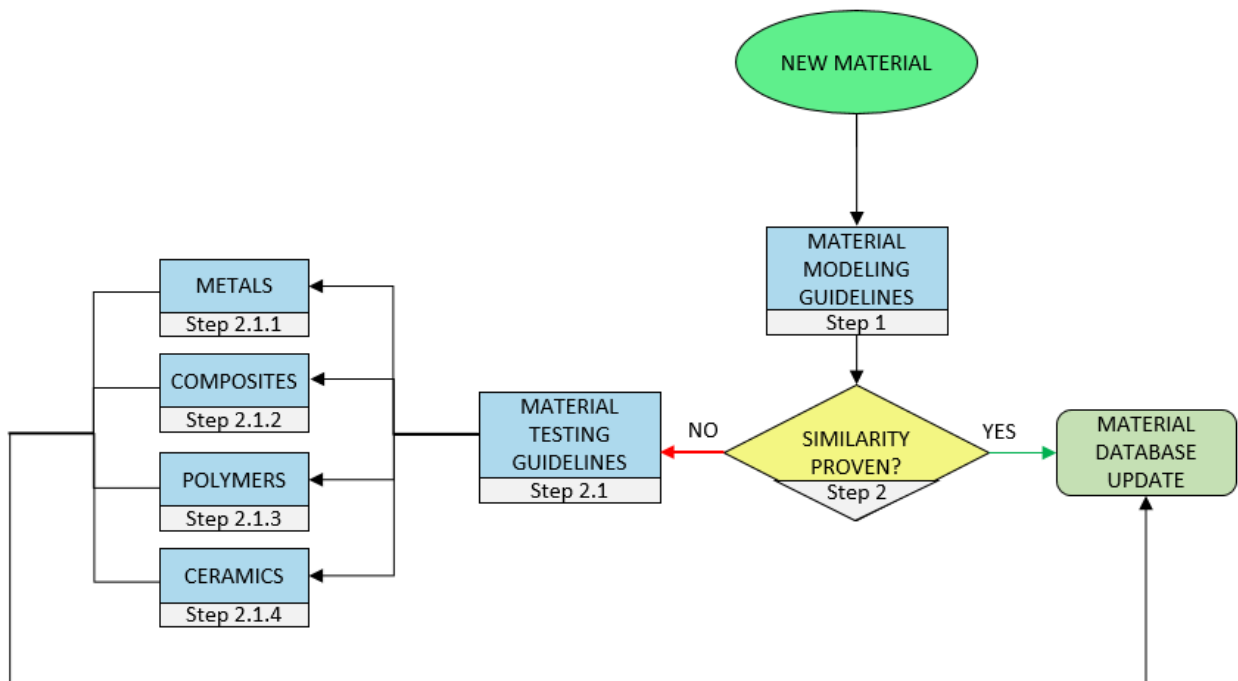 NEW MATERIAL
MATERIAL
MODELING
GUIDELINES
Step 1
METALS
Step 2.1.1
COMPOSITES
Step 2.1.2
POLYMERS
Step 2.1.3
CERAMICS
Step 2.1.4
MATERIAL
TESTING
GUIDELINES
Step 2.1
NO
SIMILARITY
PROVEN?
Step 2
YES
MATERIAL
DATABASE
UPDATE